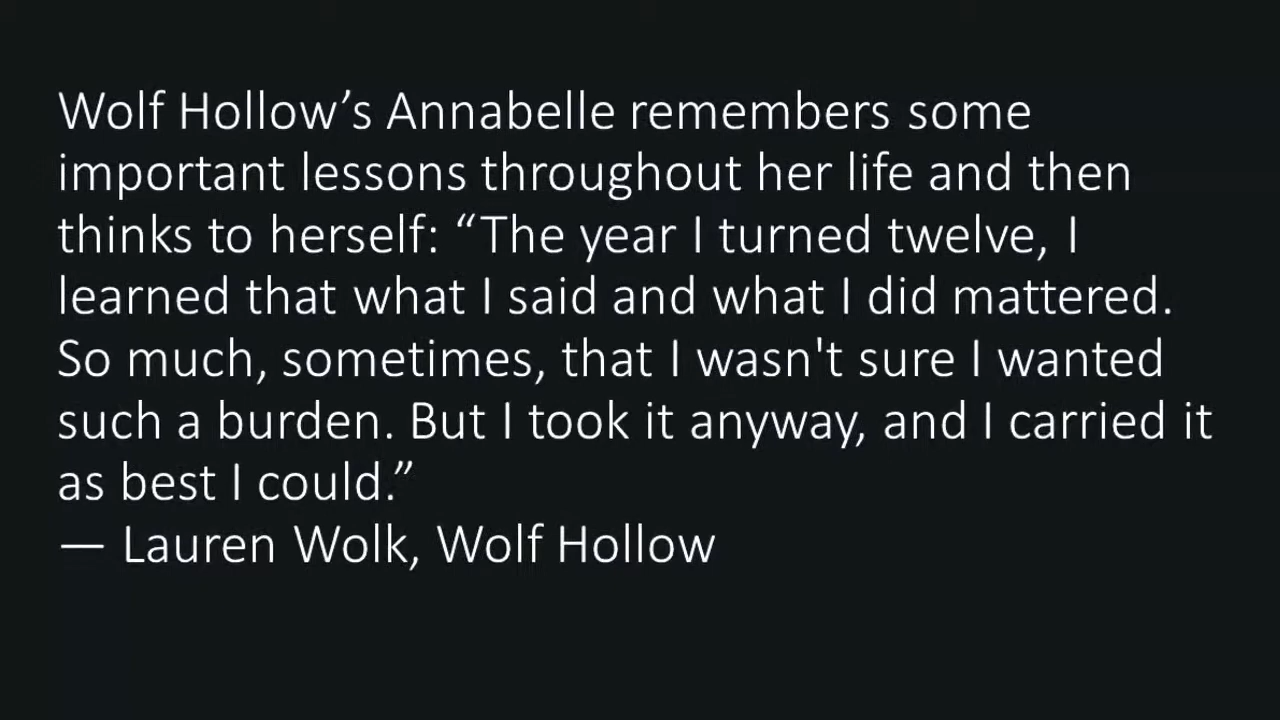 Wolf Hollow’s Annabelle remembers some
important lessons throughout her life and then
thinks to herself: “The year I turned twelve, I
learned that what I said and what I did mattered.
So much, sometimes, that I wasn't sure I wanted
such a burden. But I took it anyway, and I carried it
as best I could.”
— Lauren Wolk, Wolf Hollow